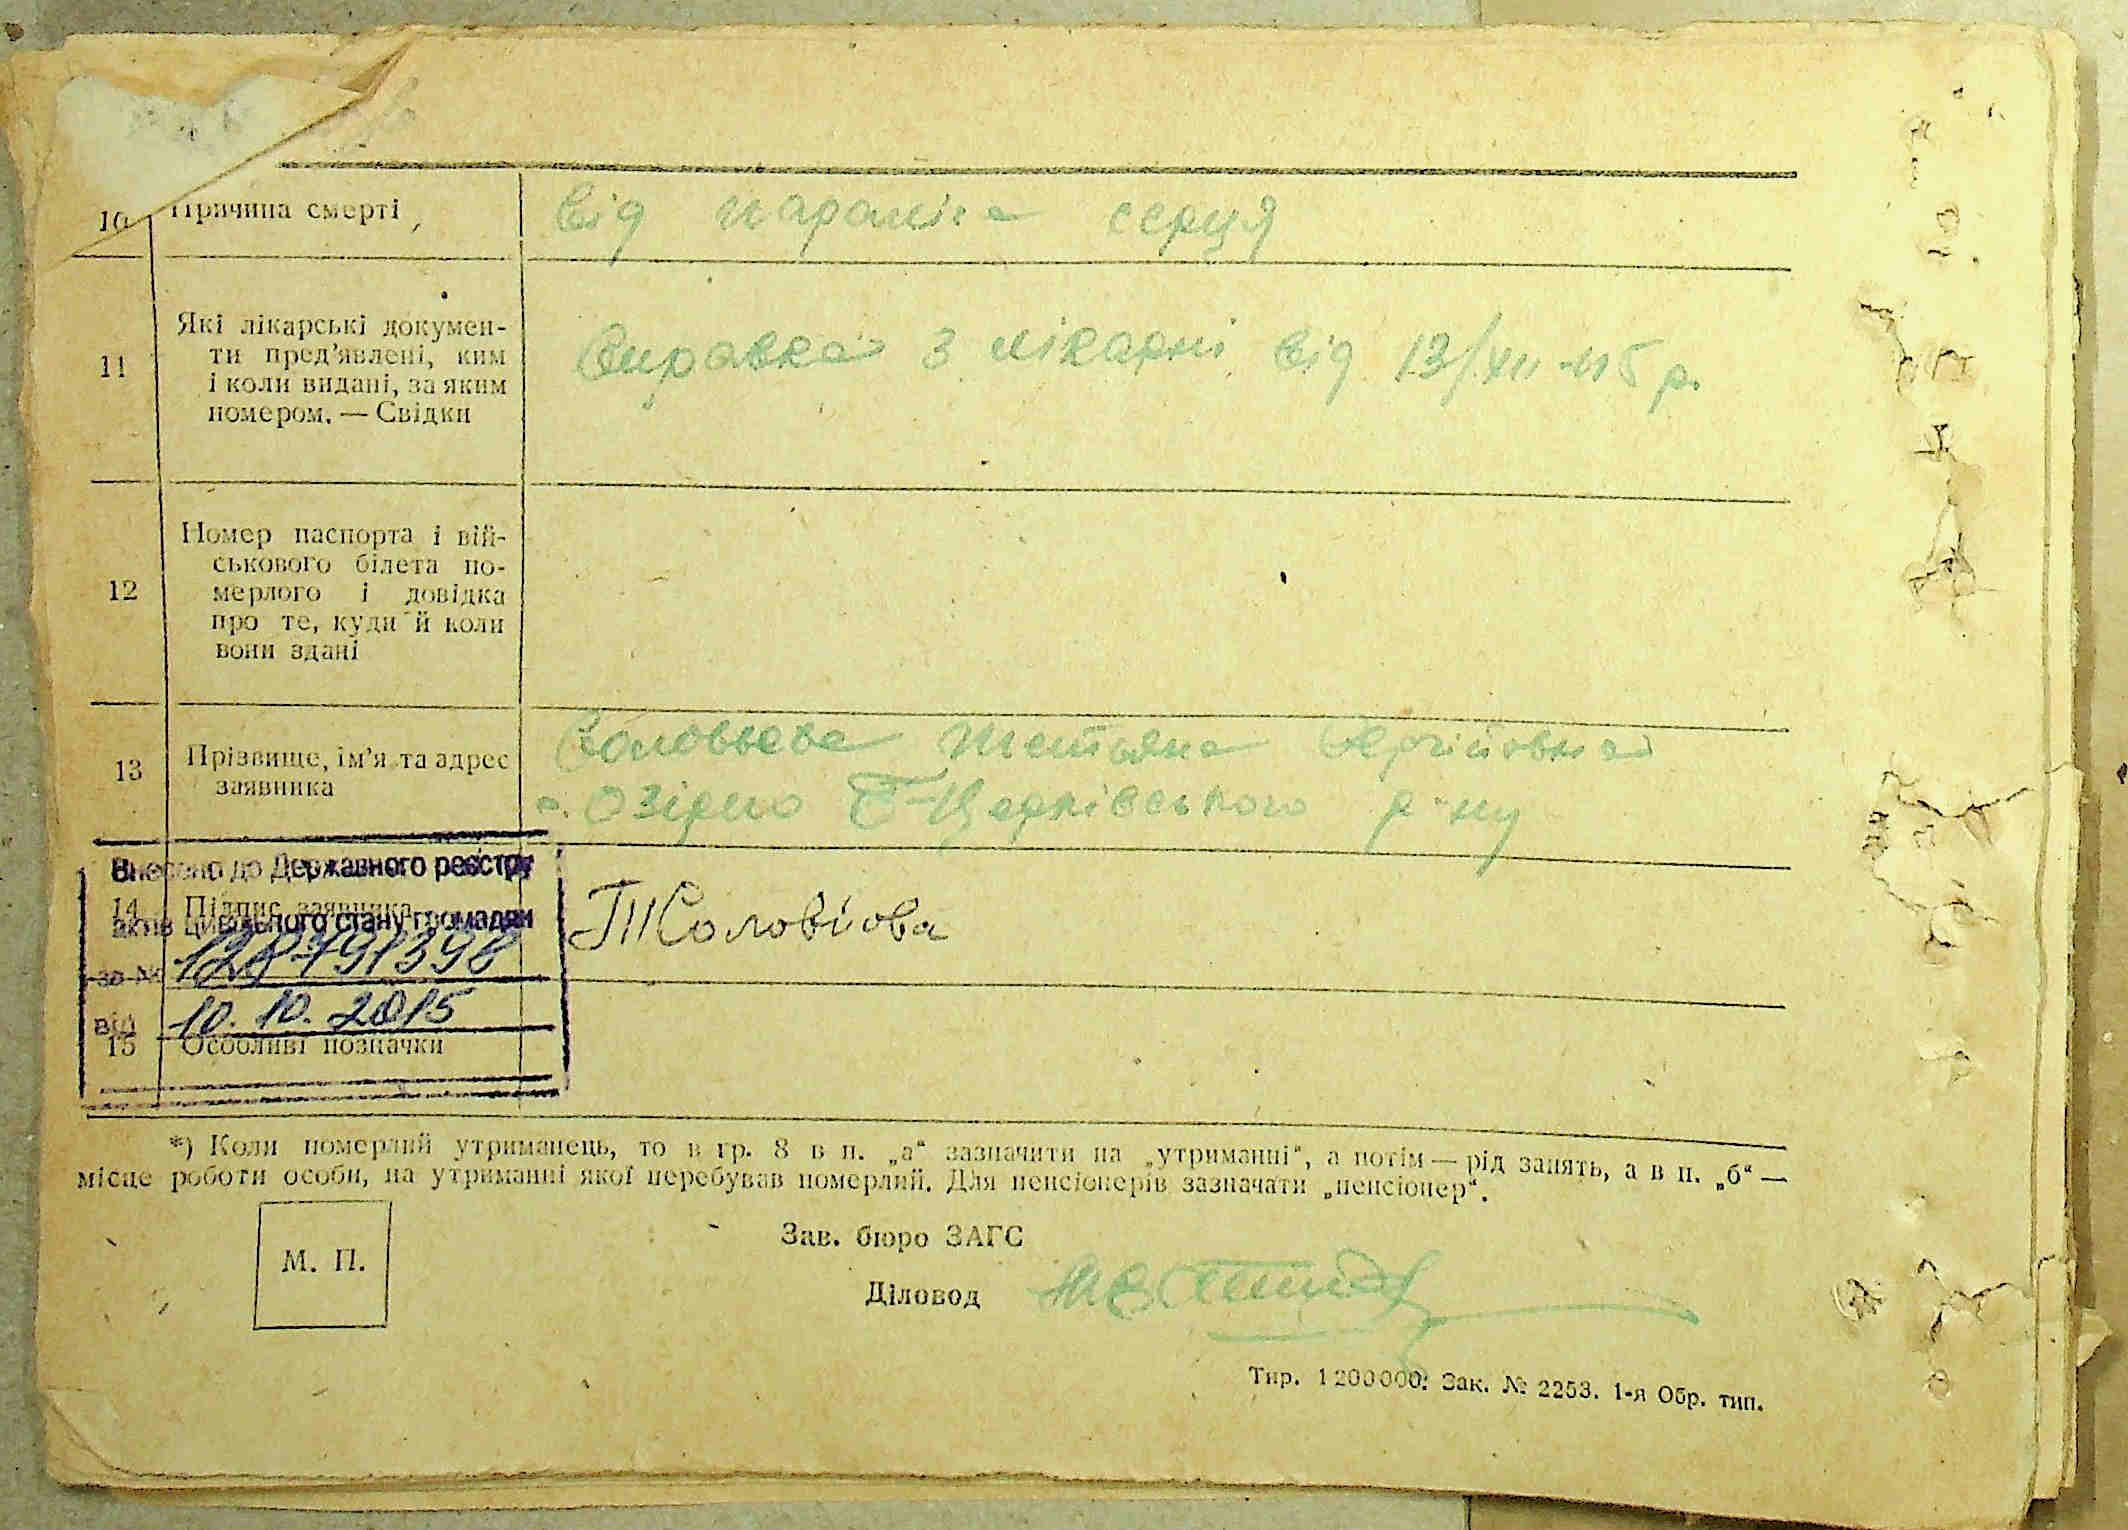 10 Причина смерті від параліча серця
11 Які лікарські докумен-
ти пред'явлені, ким
і коли видані, за яким
номером. — Свідки
Справка з лікарні від 13/XII-45 р.
12 Номер паспорта і вій-
ськового білета по-
мерлого і довідка
про те, куди й коли
вони здані
13 Прізвище, ім'я та адрес
заявника
Соловьева Тетьяна Сергіївна
с. Озірно Б-Церківського р-ну
Внесено до Державного реєстру
14 Підпис заявника
актів цивільного стану громадян
за №
від 10.10.2015
15 Особливі позначки
*) Коли померлий утриманець, то в гр. 8 в п. „а“ зазначити на „утриманні“, а потім — рід занять, а в п. „б“ —
місце роботи особи, на утриманні якої перебував померлий. Для пенсіонерів зазначати „пенсіонер“.
М. П.
Зав. бюро ЗАГС
Діловод
Тир. 1200000. Зак. № 2253. 1-я Обр. тип.